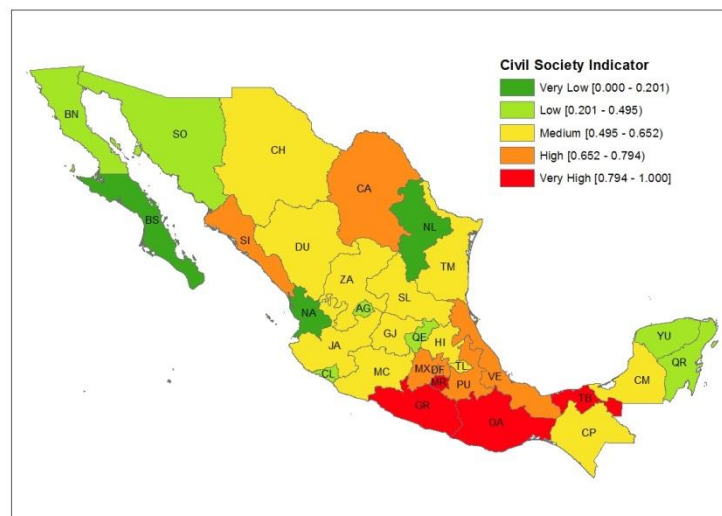 Civil Society Indicator
Very Low [0.000 - 0.201)
Low [0.201 - 0.495)
Medium [0.495 - 0.652)
High [0.652 - 0.794)
Very High [0.794 - 1.000]
BN
SO
CH
CA
BS
NL
SI
DU
TM
ZA
SL
NA
AG
GJ
QE
HI
YU
JA
TL
QR
CL
MC
MX
DF
VE
CM
MR
PU
TB
GR
OA
CP